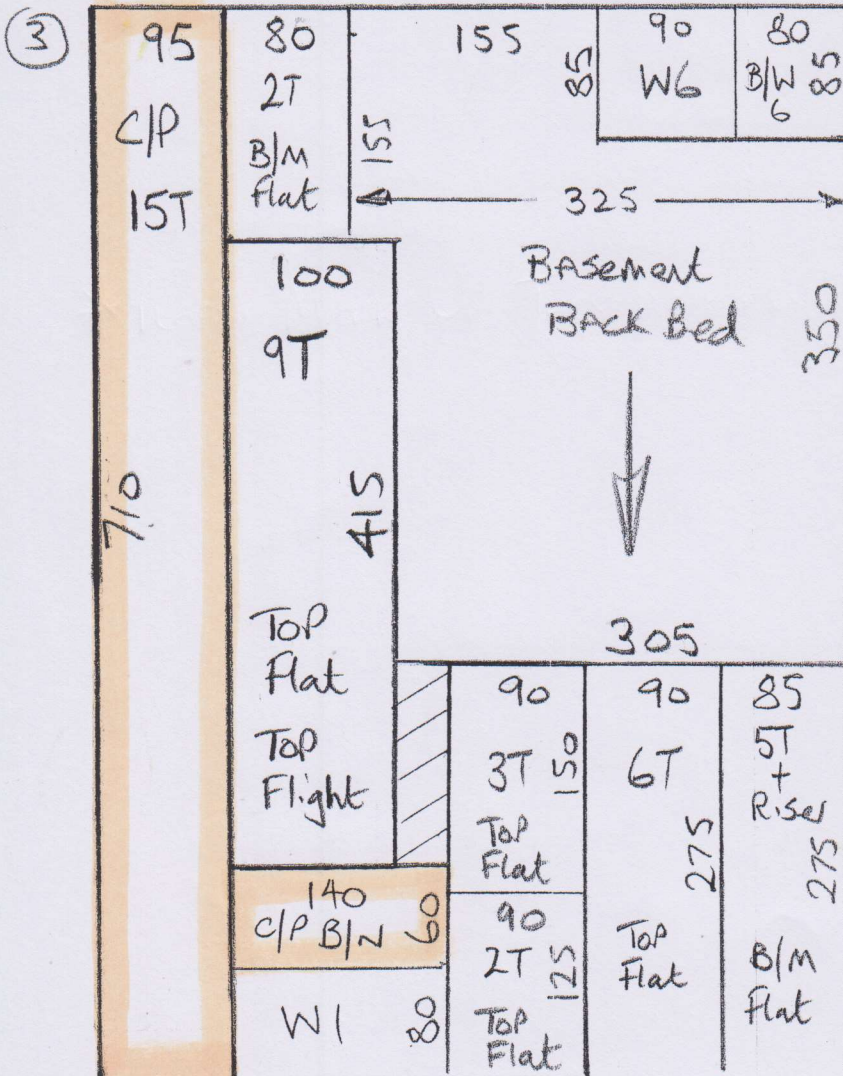 3
95
C/P
15T
710
80
2T
B/M
Flat
155
155
85
90
W6
80
B/W
6
85
325
Basement
Back Bed
350
100
9T
415
Top
Flat
Top
Flight
305
90
3T
150
Top
Flat
90
6T
275
Top
Flat
85
5T
+
Riser
275
B/M
Flat
140
C/P B/N
60
90
2T
125
Top
Flat
W1
80